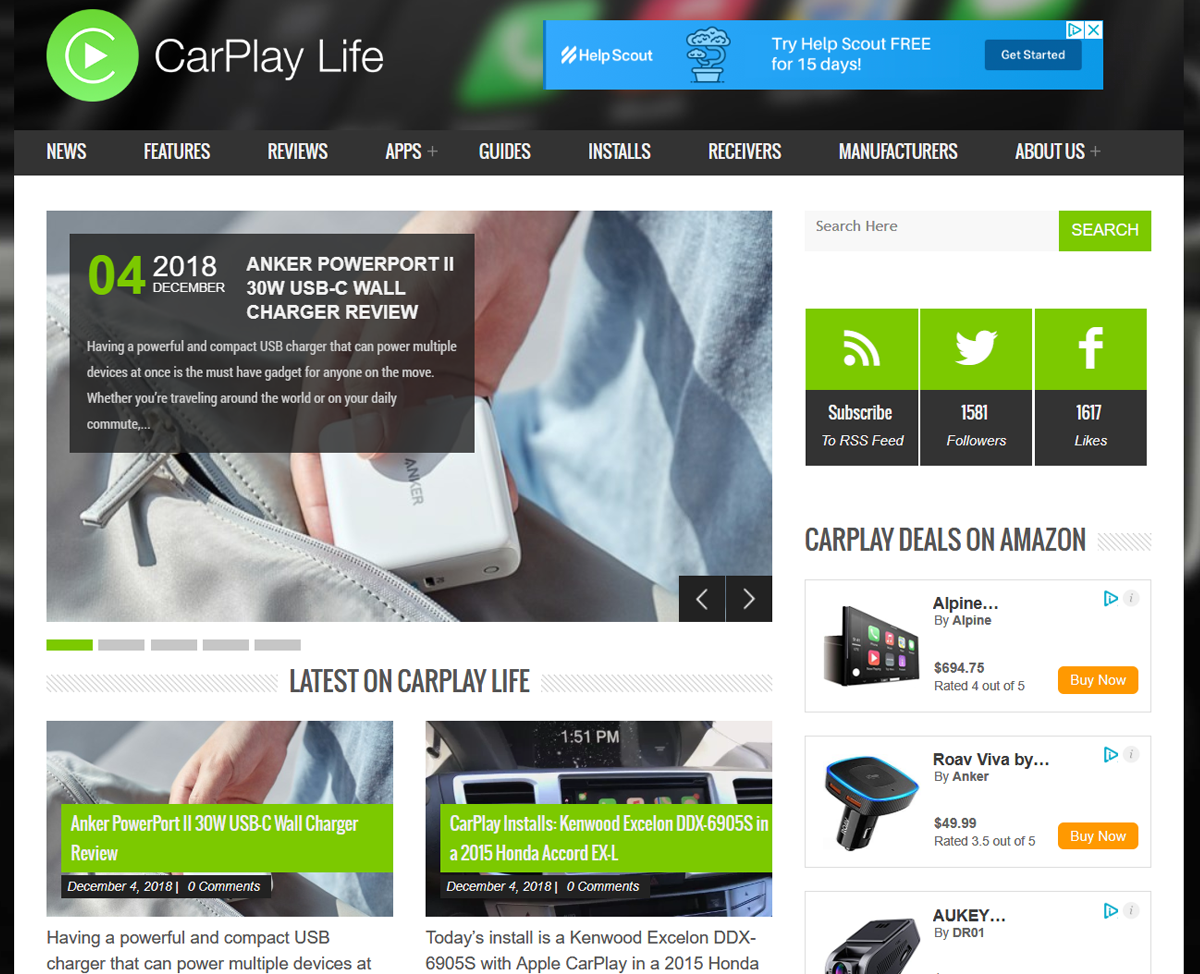 CarPlay Life
Help Scout
Try Help Scout FREE
for 15 days!
Get Started
NEWS
FEATURES
REVIEWS
APPS +
GUIDES
INSTALLS
RECEIVERS
MANUFACTURERS
ABOUT US +
04
2018
DECEMBER
ANKER POWERPORT II
30W USB-C WALL
CHARGER REVIEW
Having a powerful and compact USB charger that can power multiple
devices at once is the must have gadget for anyone on the move.
Whether you're traveling around the world or on your daily
commute,...
ANKER
Search Here
SEARCH
Subscribe
To RSS Feed
1581
Followers
1617
Likes
CARPLAY DEALS ON AMAZON
Alpine...
By Alpine
$694.75
Rated 4 out of 5
Buy Now
Roav Viva by...
By Anker
$49.99
Rated 3.5 out of 5
Buy Now
AUKEY...
By DR01
LATEST ON CARPLAY LIFE
Anker PowerPort II 30W USB-C Wall Charger
Review
December 4, 2018 | 0 Comments
Having a powerful and compact USB
charger that can power multiple devices at
1:51 PM
CarPlay Installs: Kenwood Excelon DDX-6905S in
a 2015 Honda Accord EX-L
December 4, 2018 | 0 Comments
Today's install is a Kenwood Excelon DDX-
6905S with Apple CarPlay in a 2015 Honda